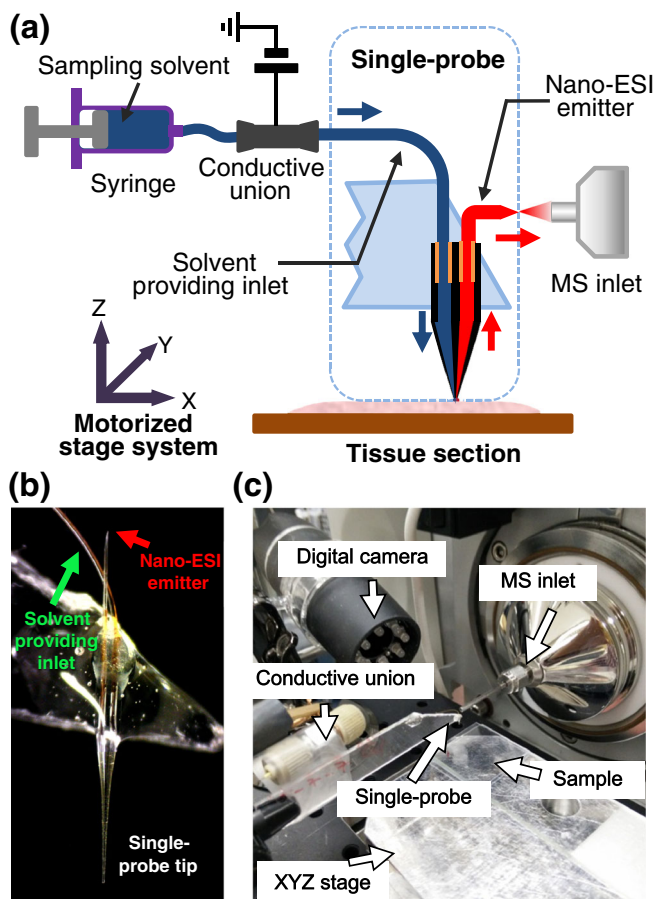 (a)
Sampling solvent
Syringe
Conductive
union
Single-probe
Nano-ESI
emitter
Solvent
providing inlet
MS inlet
Z
Y
X
Motorized
stage system
Tissue section
(b)
Nano-ESI
emitter
Solvent
providing
inlet
Single-
probe tip
(c)
Digital camera
MS inlet
Conductive union
Sample
Single-probe
XYZ stage